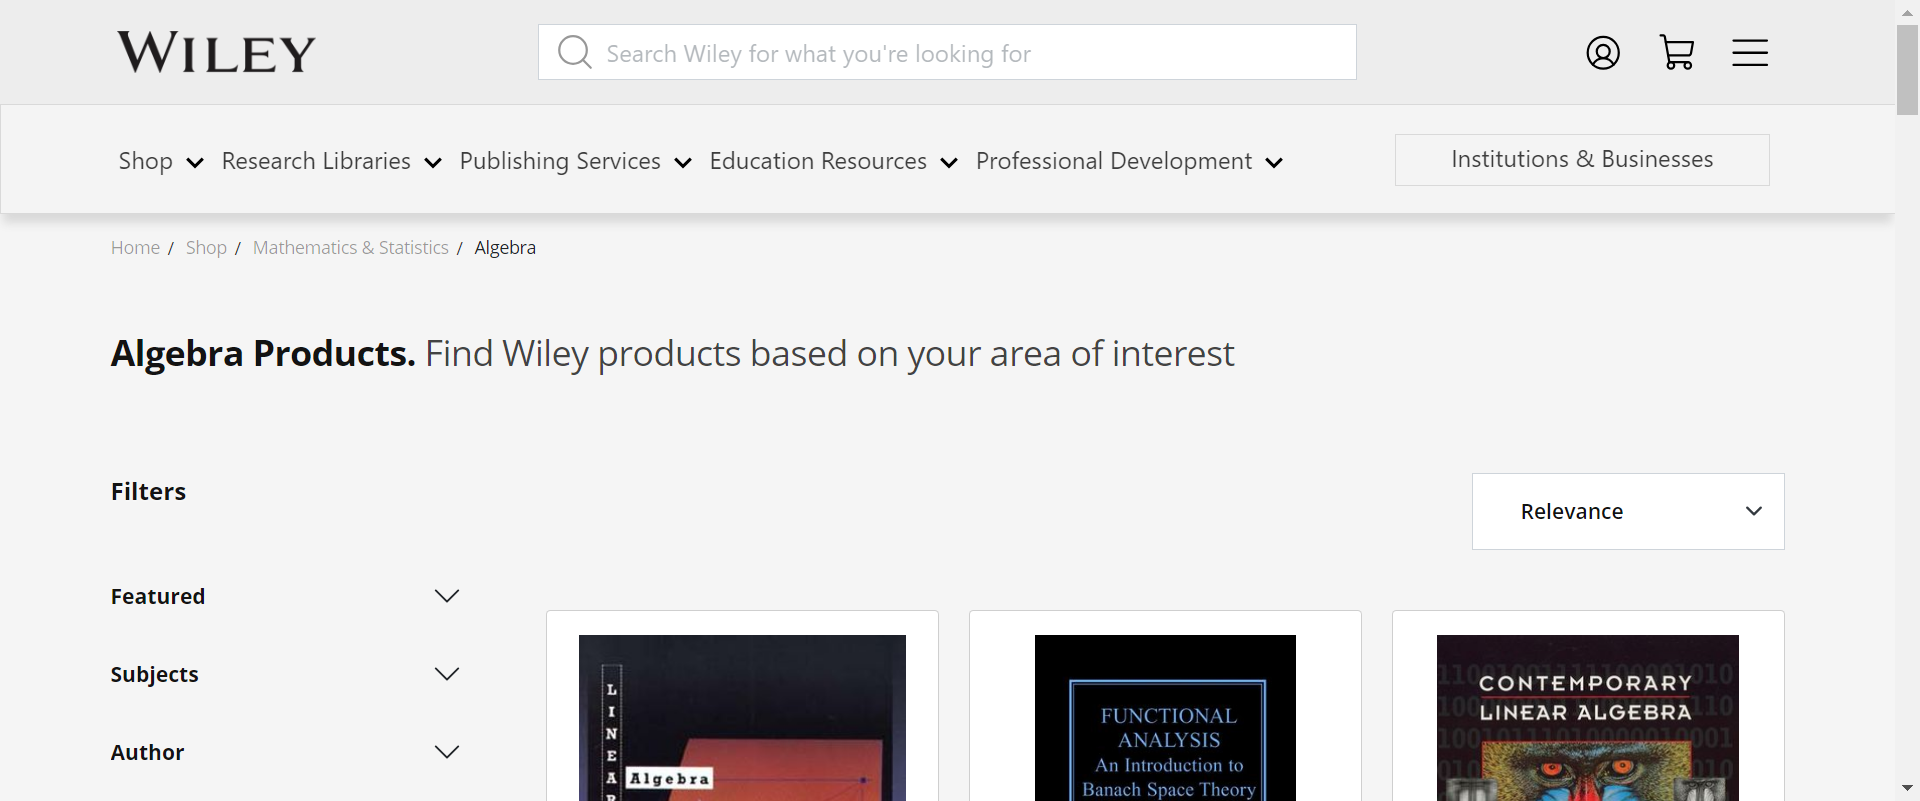 WILEY
Search Wiley for what you're looking for
Shop Research Libraries Publishing Services Education Resources Professional Development Institutions & Businesses
Home / Shop / Mathematics & Statistics / Algebra
Algebra Products. Find Wiley products based on your area of interest
Filters
Relevance
Featured
Subjects
Author
LINEAR
Algebra
FUNCTIONAL
ANALYSIS
An Introduction to
Banach Space Theory
CONTEMPORARY
LINEAR ALGEBRA